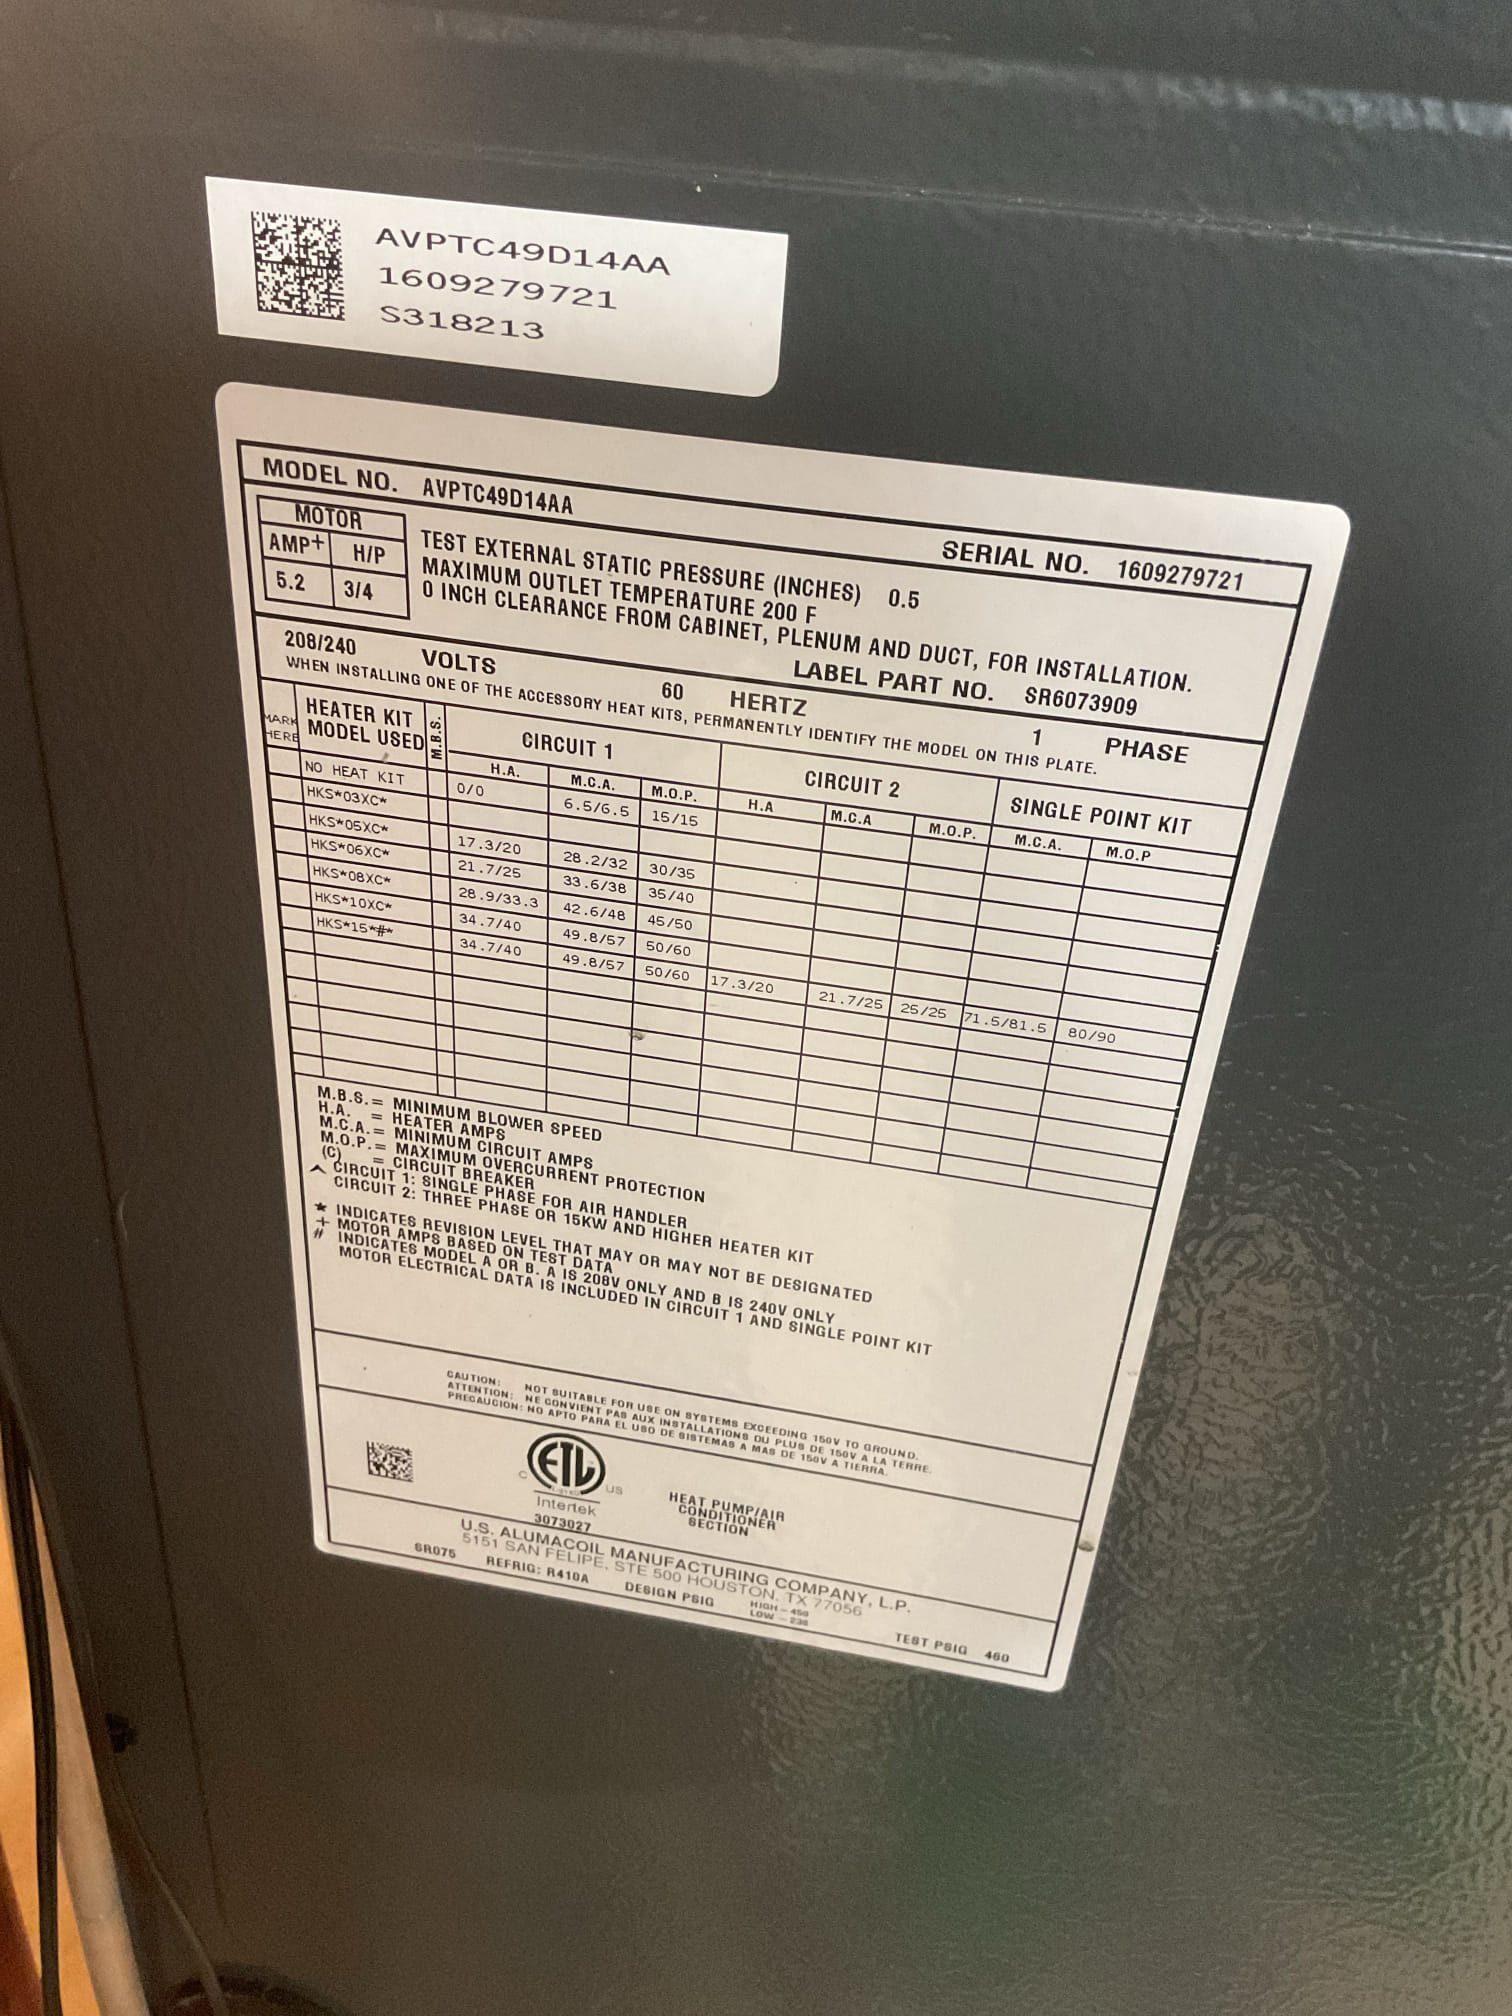 AVPTC49D14AA
1609279721
S318213
MODEL NO. AVPTC49D14AA SERIAL NO. 1609279721
MOTOR
AMP+ H/P
5.2 3/4
TEST EXTERNAL STATIC PRESSURE (INCHES) 0.5
MAXIMUM OUTLET TEMPERATURE 200 F
0 INCH CLEARANCE FROM CABINET, PLENUM AND DUCT, FOR INSTALLATION.
LABEL PART NO. SR6073909
208/240 VOLTS 60 HERTZ 1 PHASE
WHEN INSTALLING ONE OF THE ACCESSORY HEAT KITS, PERMANENTLY IDENTIFY THE MODEL ON THIS PLATE.
MARK HERE HEATER KIT MODEL USED M.B.S. CIRCUIT 1 CIRCUIT 2 SINGLE POINT KIT
H.A. M.C.A. M.O.P. H.A M.C.A M.O.P. M.C.A. M.O.P
NO HEAT KIT 0/0 6.5/6.5 15/15
HKS*03XC*
HKS*05XC* 17.3/20 28.2/32 30/35
HKS*06XC* 21.7/25 33.6/38 35/40
HKS*08XC* 28.9/33.3 42.6/48 45/50
HKS*10XC* 34.7/40 49.8/57 50/60
HKS*15*#* 34.7/40 49.8/57 50/60 17.3/20 21.7/25 25/25 71.5/81.5 80/90
M.B.S. = MINIMUM BLOWER SPEED
H.A. = HEATER AMPS
M.C.A. = MINIMUM CIRCUIT AMPS
M.O.P. = MAXIMUM OVERCURRENT PROTECTION
(C) = CIRCUIT BREAKER
^ CIRCUIT 1: SINGLE PHASE FOR AIR HANDLER
CIRCUIT 2: THREE PHASE OR 15KW AND HIGHER HEATER KIT
* INDICATES REVISION LEVEL THAT MAY OR MAY NOT BE DESIGNATED
+ MOTOR AMPS BASED ON TEST DATA
# INDICATES MODEL A OR B. A IS 208V ONLY AND B IS 240V ONLY
MOTOR ELECTRICAL DATA IS INCLUDED IN CIRCUIT 1 AND SINGLE POINT KIT
CAUTION: NOT SUITABLE FOR USE ON SYSTEMS EXCEEDING 150V TO GROUND.
ATTENTION: NE CONVIENT PAS AUX INSTALLATIONS OU PLUS DE 150V A LA TERRE.
PRECAUCION: NO APTO PARA EL USO DE SISTEMAS A MAS DE 150V A TIERRA.
ETL
C US
Intertek
3073027
HEAT PUMP/AIR
CONDITIONER
SECTION
U.S. ALUMACOIL MANUFACTURING COMPANY, L.P.
5151 SAN FELIPE, STE 500 HOUSTON, TX 77056
SR075 REFRIG: R410A DESIGN PSIG HIGH - 450
LOW -
TEST PSIG 460